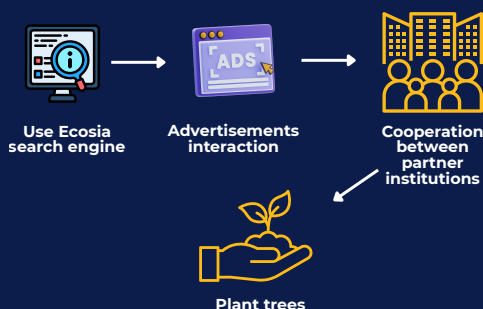 ADS
Use Ecosia
search engine
Advertisements
interaction
Cooperation
between
partner
institutions
Plant trees